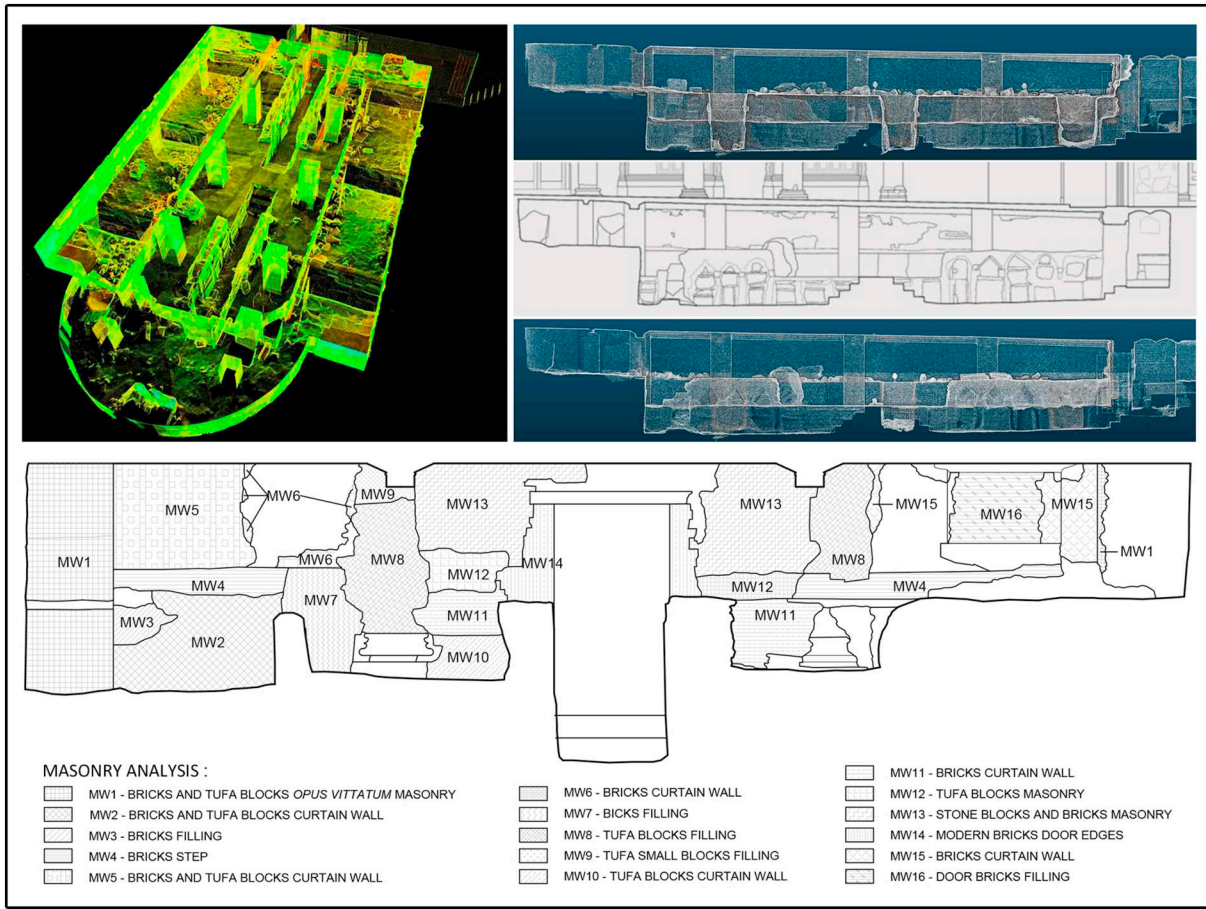 MW6
MW9
MW13
MW13
MW15
MW15
MW5
MW16
MW1
MW6
MW8
MW14
MW8
MW1
MW4
MW12
MW12
MW4
MW7
MW3
MW11
MW11
MW2
MW10
MASONRY ANALYSIS :
MW1 - BRICKS AND TUFA BLOCKS OPUS VITTATUM MASONRY
MW2 - BRICKS AND TUFA BLOCKS CURTAIN WALL
MW3 - BRICKS FILLING
MW4 - BRICKS STEP
MW5 - BRICKS AND TUFA BLOCKS CURTAIN WALL
MW6 - BRICKS CURTAIN WALL
MW7 - BICKS FILLING
MW8 - TUFA BLOCKS FILLING
MW9 - TUFA SMALL BLOCKS FILLING
MW10 - TUFA BLOCKS CURTAIN WALL
MW11 - BRICKS CURTAIN WALL
MW12 - TUFA BLOCKS MASONRY
MW13 - STONE BLOCKS AND BRICKS MASONRY
MW14 - MODERN BRICKS DOOR EDGES
MW15 - BRICKS CURTAIN WALL
MW16 - DOOR BRICKS FILLING